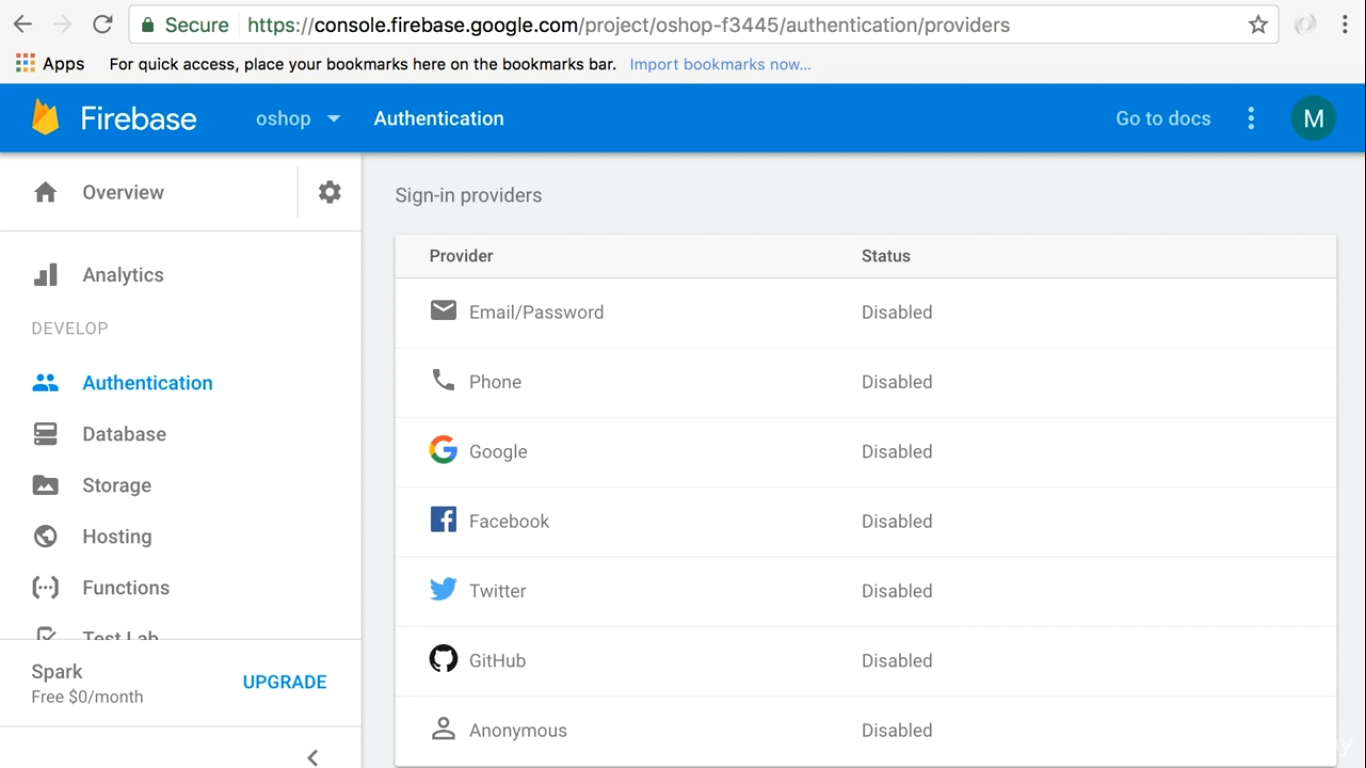 Secure https://console.firebase.google.com/project/oshop-f3445/authentication/providers
Apps For quick access, place your bookmarks here on the bookmarks bar. Import bookmarks now...
Firebase oshop Authentication Go to docs M
Overview
Sign-in providers
Analytics
DEVELOP
Authentication
Database
Storage
Hosting
Functions
Test Lab
Spark
Free $0/month
UPGRADE
Provider Status
Email/Password Disabled
Phone Disabled
Google Disabled
Facebook Disabled
Twitter Disabled
GitHub Disabled
Anonymous Disabled